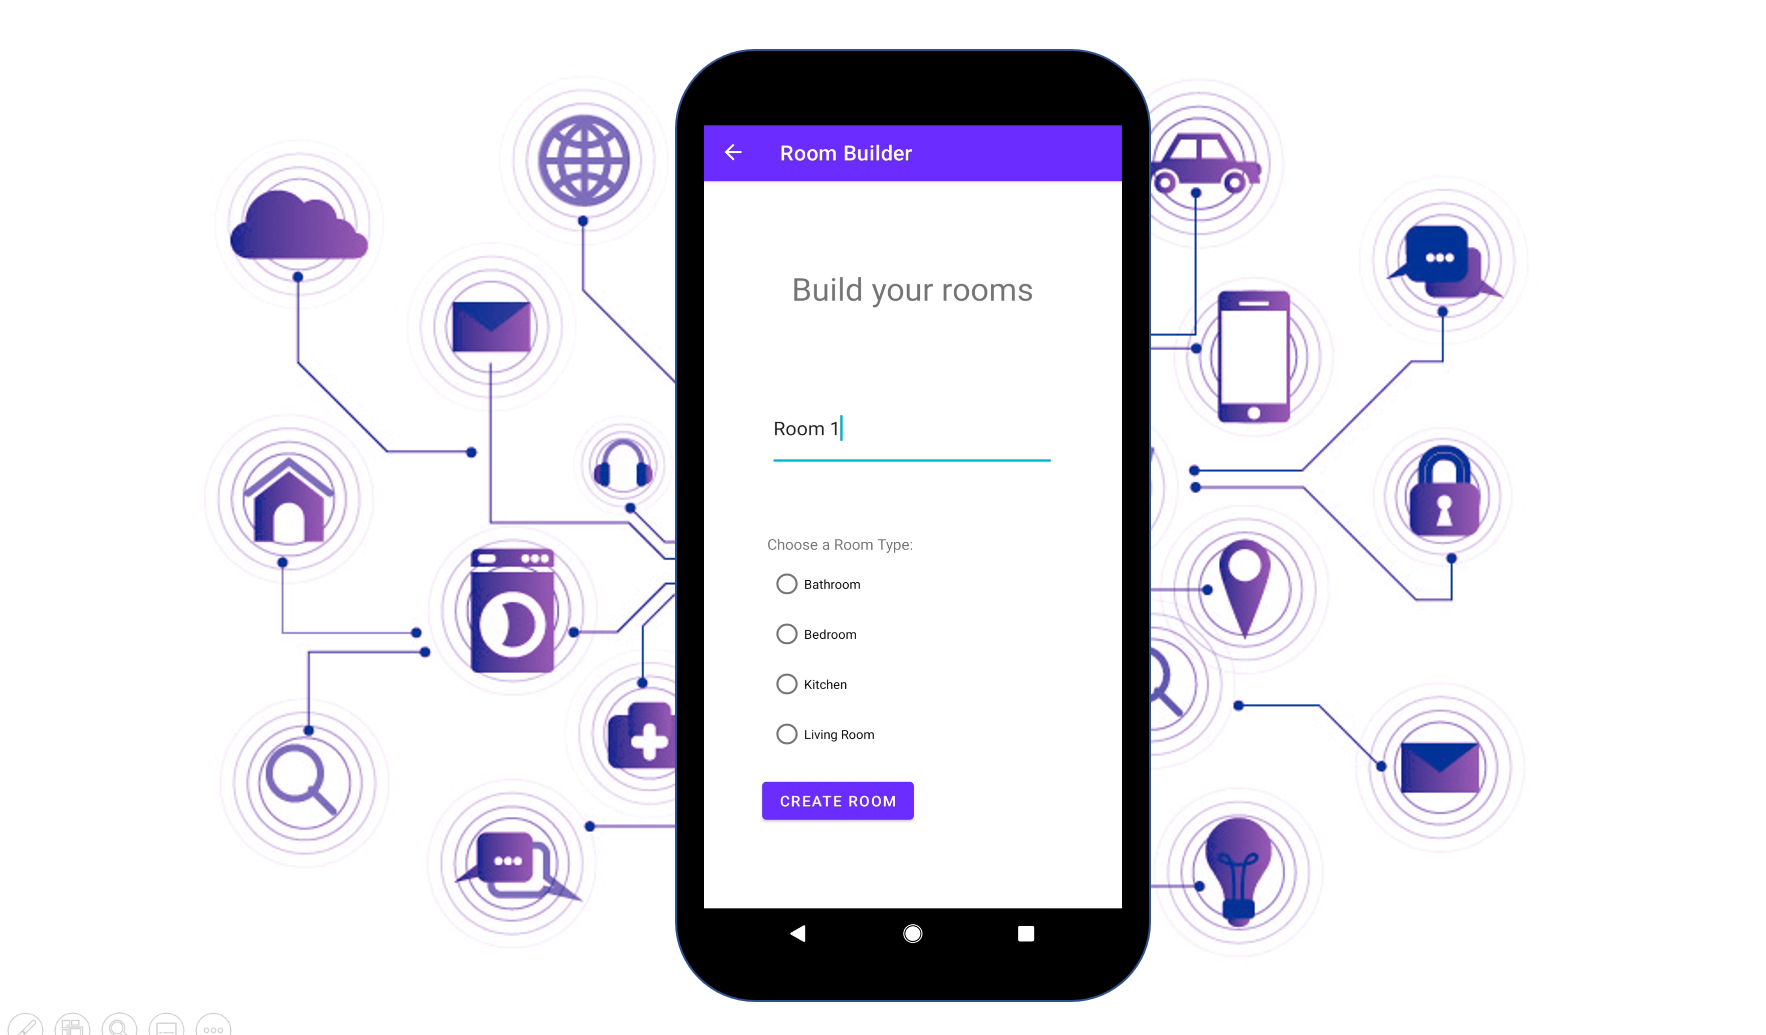 Room Builder
Build your rooms
Room 1
Choose a Room Type:
Bathroom
Bedroom
Kitchen
Living Room
CREATE ROOM